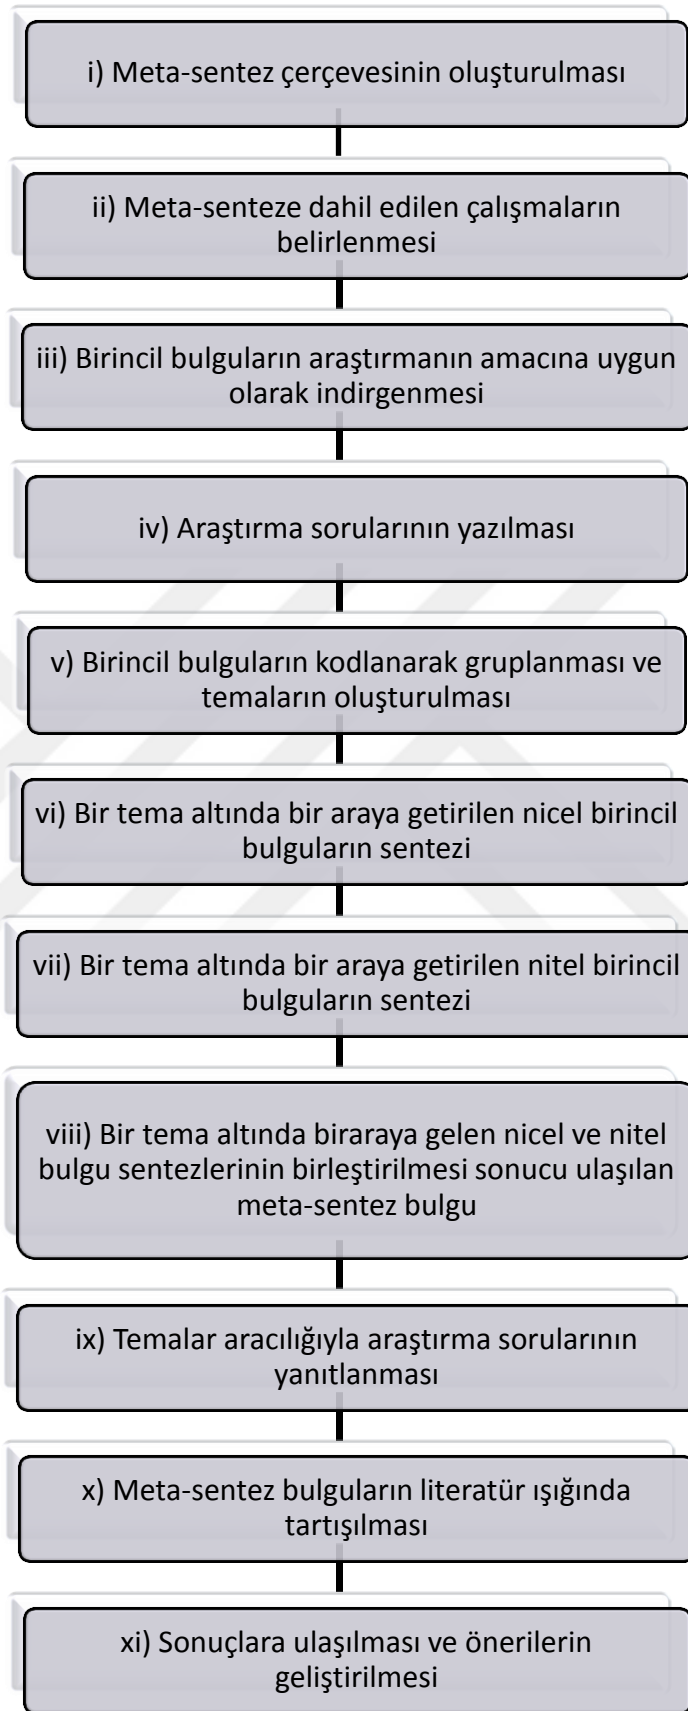 i) Meta-sentez çerçevesinin oluşturulması
ii) Meta-senteze dahil edilen çalışmaların
belirlenmesi
iii) Birincil bulguların araştırmanın amacına uygun
olarak indirgenmesi
iv) Araştırma sorularının yazılması
v) Birincil bulguların kodlanarak gruplanması ve
temaların oluşturulması
vi) Bir tema altında bir araya getirilen nicel birincil
bulguların sentezi
vii) Bir tema altında bir araya getirilen nitel birincil
bulguların sentezi
viii) Bir tema altında biraraya gelen nicel ve nitel
bulgu sentezlerinin birleştirilmesi sonucu ulaşılan
meta-sentez bulgu
ix) Temalar aracılığıyla araştırma sorularının
yanıtlanması
x) Meta-sentez bulguların literatür ışığında
tartışılması
xi) Sonuçlara ulaşılması ve önerilerin
geliştirilmesi